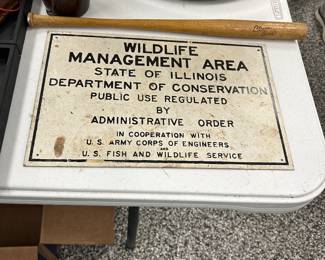 WILDLIFE
MANAGEMENT AREA
STATE OF ILLINOIS
DEPARTMENT OF CONSERVATION
PUBLIC USE REGULATED
BY
ADMINISTRATIVE ORDER
IN COOPERATION WITH
U.S. ARMY CORPS OF ENGINEERS
AND
U.S. FISH AND WILDLIFE SERVICE